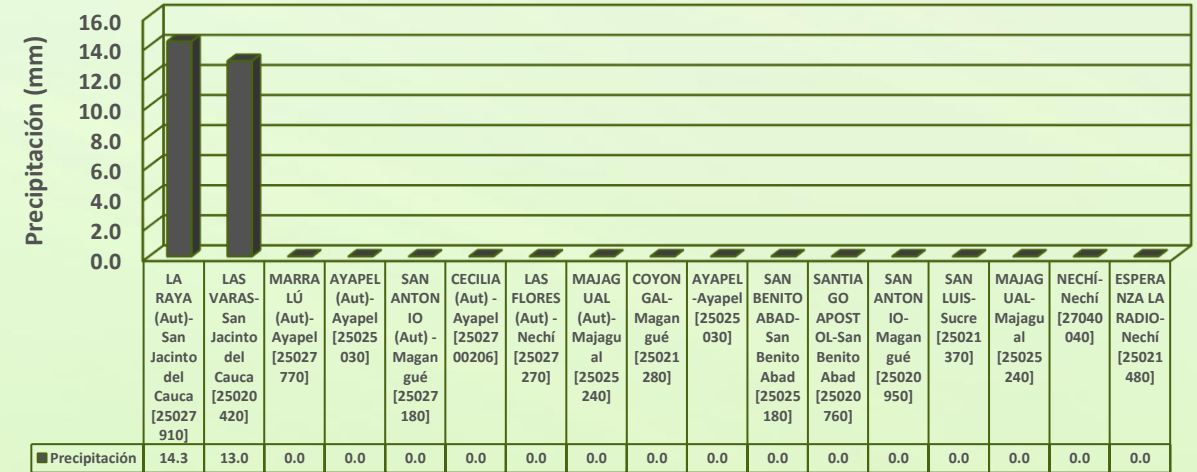 Precipitación (mm)
16.0
14.0
12.0
10.0
8.0
6.0
4.0
2.0
0.0
LA
RAYA
(Aut)-
San
Jacinto
del
Cauca
[25027
910]
LAS
VARAS-
San
Jacinto
del
Cauca
[25020
420]
MARRA
LÚ
(Aut)-
Ayapel
[25027
770]
AYAPEL
(Aut)-
Ayapel
[25025
030]
SAN
ANTON
IO
(Aut) -
Magan
gué
[25027
180]
CECILIA
(Aut) -
Ayapel
[25027
00206]
LAS
FLORES
(Aut) -
Nechí
[25027
270]
MAJAG
UAL
(Aut)-
Majagu
al
[25025
240]
COYON
GAL-
Magan
gué
[25021
280]
AYAPEL
-Ayapel
[25025
030]
SAN
BENITO
ABAD-
San
Benito
Abad
[25025
180]
SANTIA
GO
APOST
OL-San
Benito
Abad
[25020
760]
SAN
ANTON
IO-
Magan
gué
[25020
950]
SAN
LUIS-
Sucre
[25021
370]
MAJAG
UAL-
Majagu
al
[25025
240]
NECHÍ-
Nechí
[27040
040]
ESPERA
NZA LA
RADIO-
Nechí
[25021
480]
Precipitación 14.3 13.0 0.0 0.0 0.0 0.0 0.0 0.0 0.0 0.0 0.0 0.0 0.0 0.0 0.0 0.0 0.0